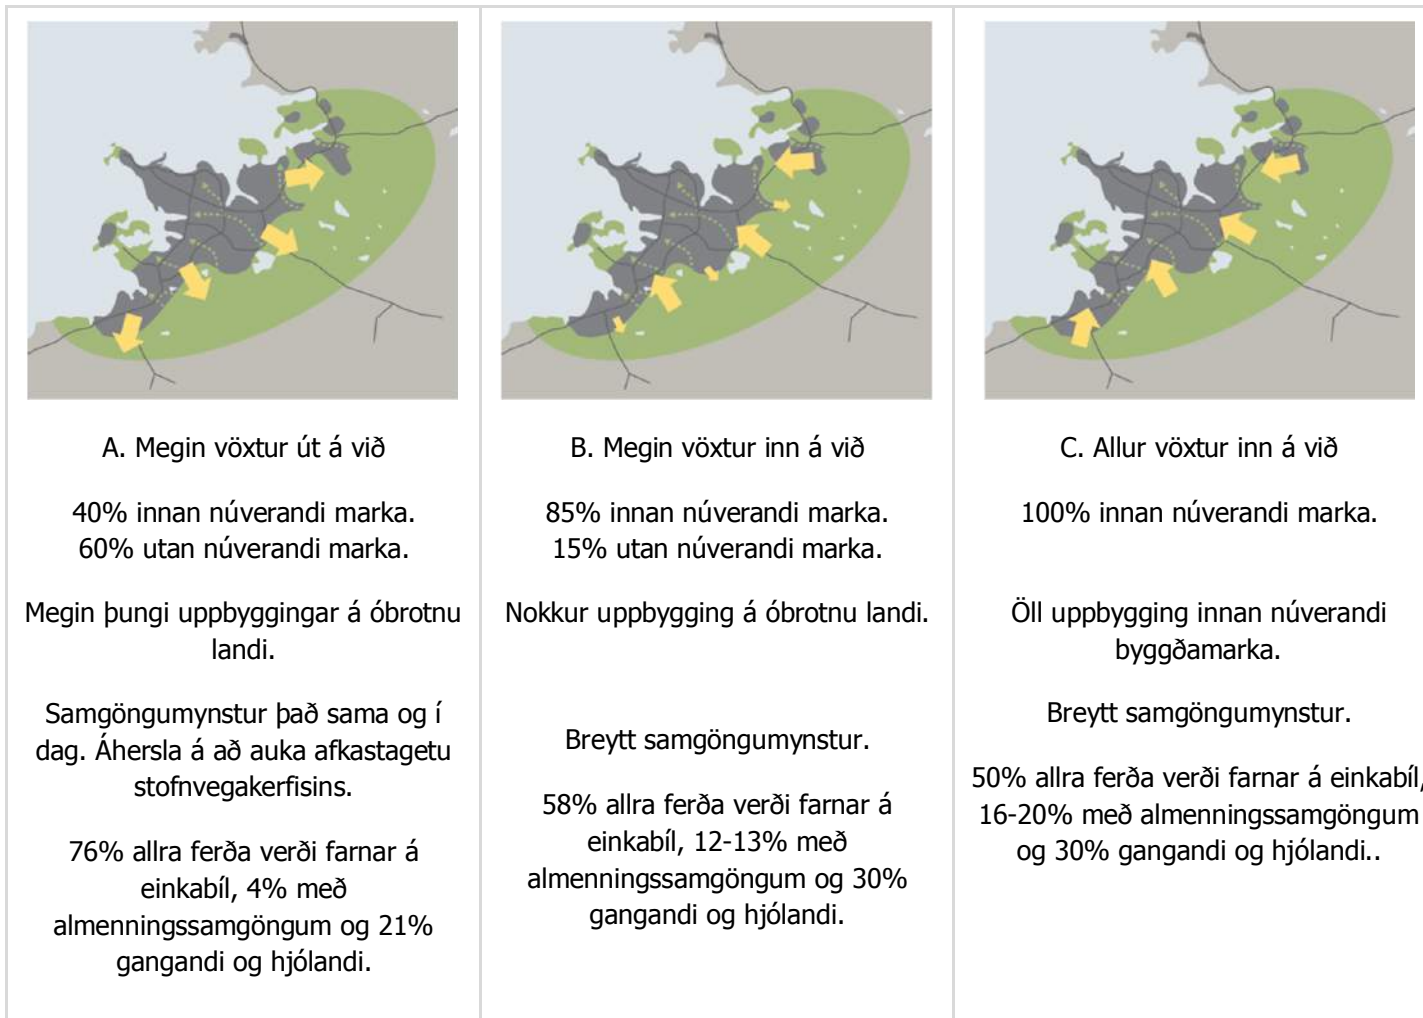 A. Megin vöxtur út á við
40% innan núverandi marka.
60% utan núverandi marka.
Megin þungi uppbyggingar á óbrotnu
landi.
Samgöngumynstur það sama og í
dag. Áhersla á að auka afkastagetu
stofnvegakerfisins.
76% allra ferða verði farnar á
einkabíl, 4% með
almenningssamgöngum og 21%
gangandi og hjólandi.
B. Megin vöxtur inn á við
85% innan núverandi marka.
15% utan núverandi marka.
Nokkur uppbygging á óbrotnu landi.
Breytt samgöngumynstur.
58% allra ferða verði farnar á
einkabíl, 12-13% með
almenningssamgöngum og 30%
gangandi og hjólandi.
C. Allur vöxtur inn á við
100% innan núverandi marka.
Öll uppbygging innan núverandi
byggðamarka.
Breytt samgöngumynstur.
50% allra ferða verði farnar á einkabíl,
16-20% með almenningssamgöngum
og 30% gangandi og hjólandi..